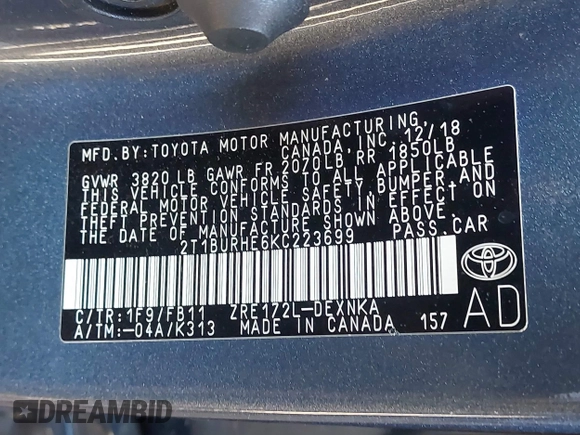 MFD. BY: TOYOTA MOTOR MANUFACTURING,
CANADA, INC. 12/18
GVWR 3820 LB GAWR FR 2070LB RR 1850LB
THIS VEHICLE CONFORMS TO ALL APPLICABLE
FEDERAL MOTOR VEHICLE SAFETY, BUMPER AND
THEFT PREVENTION STANDARDS IN EFFECT ON
THE DATE OF MANUFACTURE SHOWN ABOVE.
2T1BURHE6KC223699 PASS. CAR
C/TR: 1F9/FB11 ZRE172L-DEXNKA
A/TM: -04A/K313 MADE IN CANADA 157
AD
DREAMBID